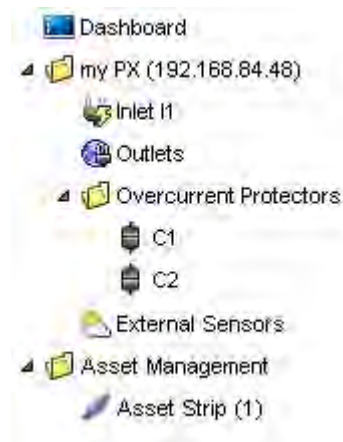 Dashboard
my PX (192.168.84.48)
Inlet I1
Outlets
Overcurrent Protectors
C1
C2
External Sensors
Asset Management
Asset Strip (1)